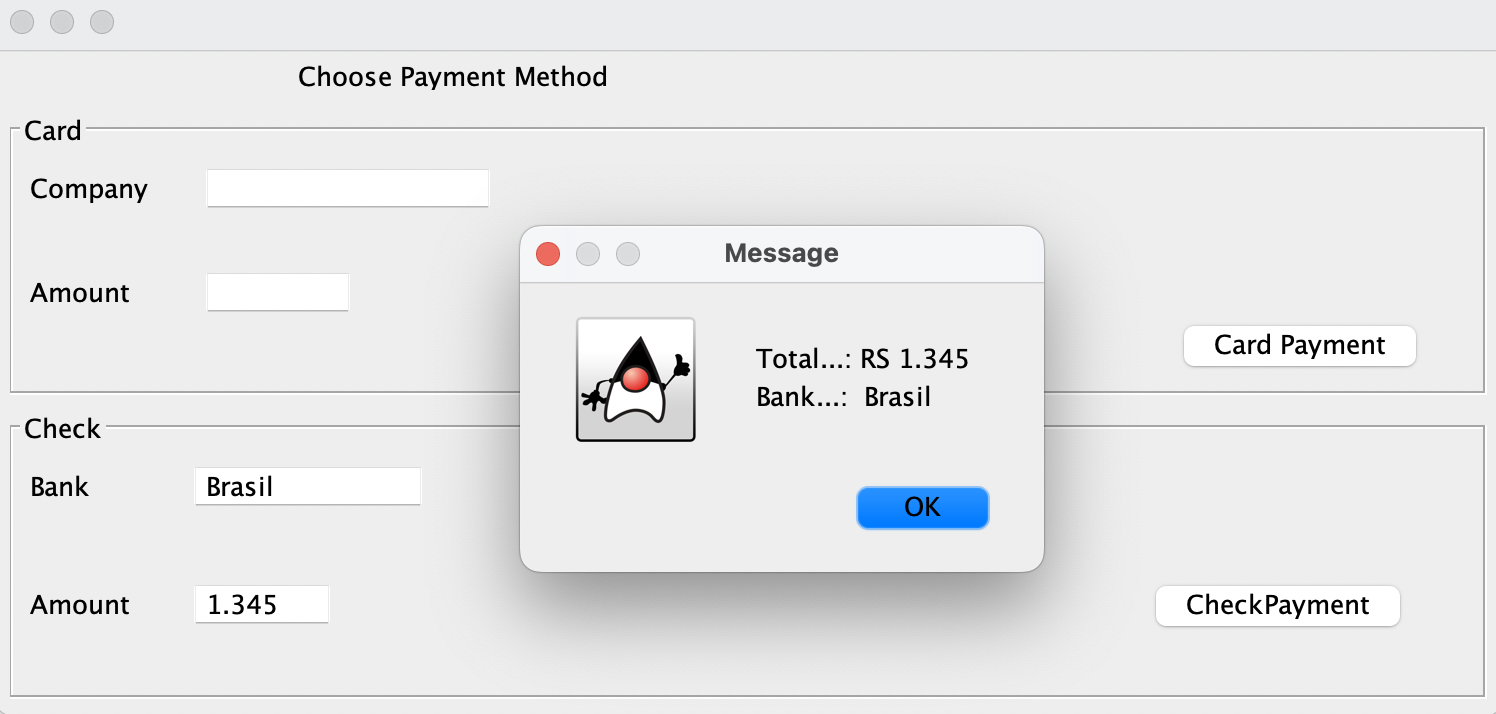 Choose Payment Method
Card
Company
Amount
Card Payment
Message
Total...: RS 1.345
Bank...: Brasil
OK
Check
Bank Brasil
Amount 1.345
CheckPayment